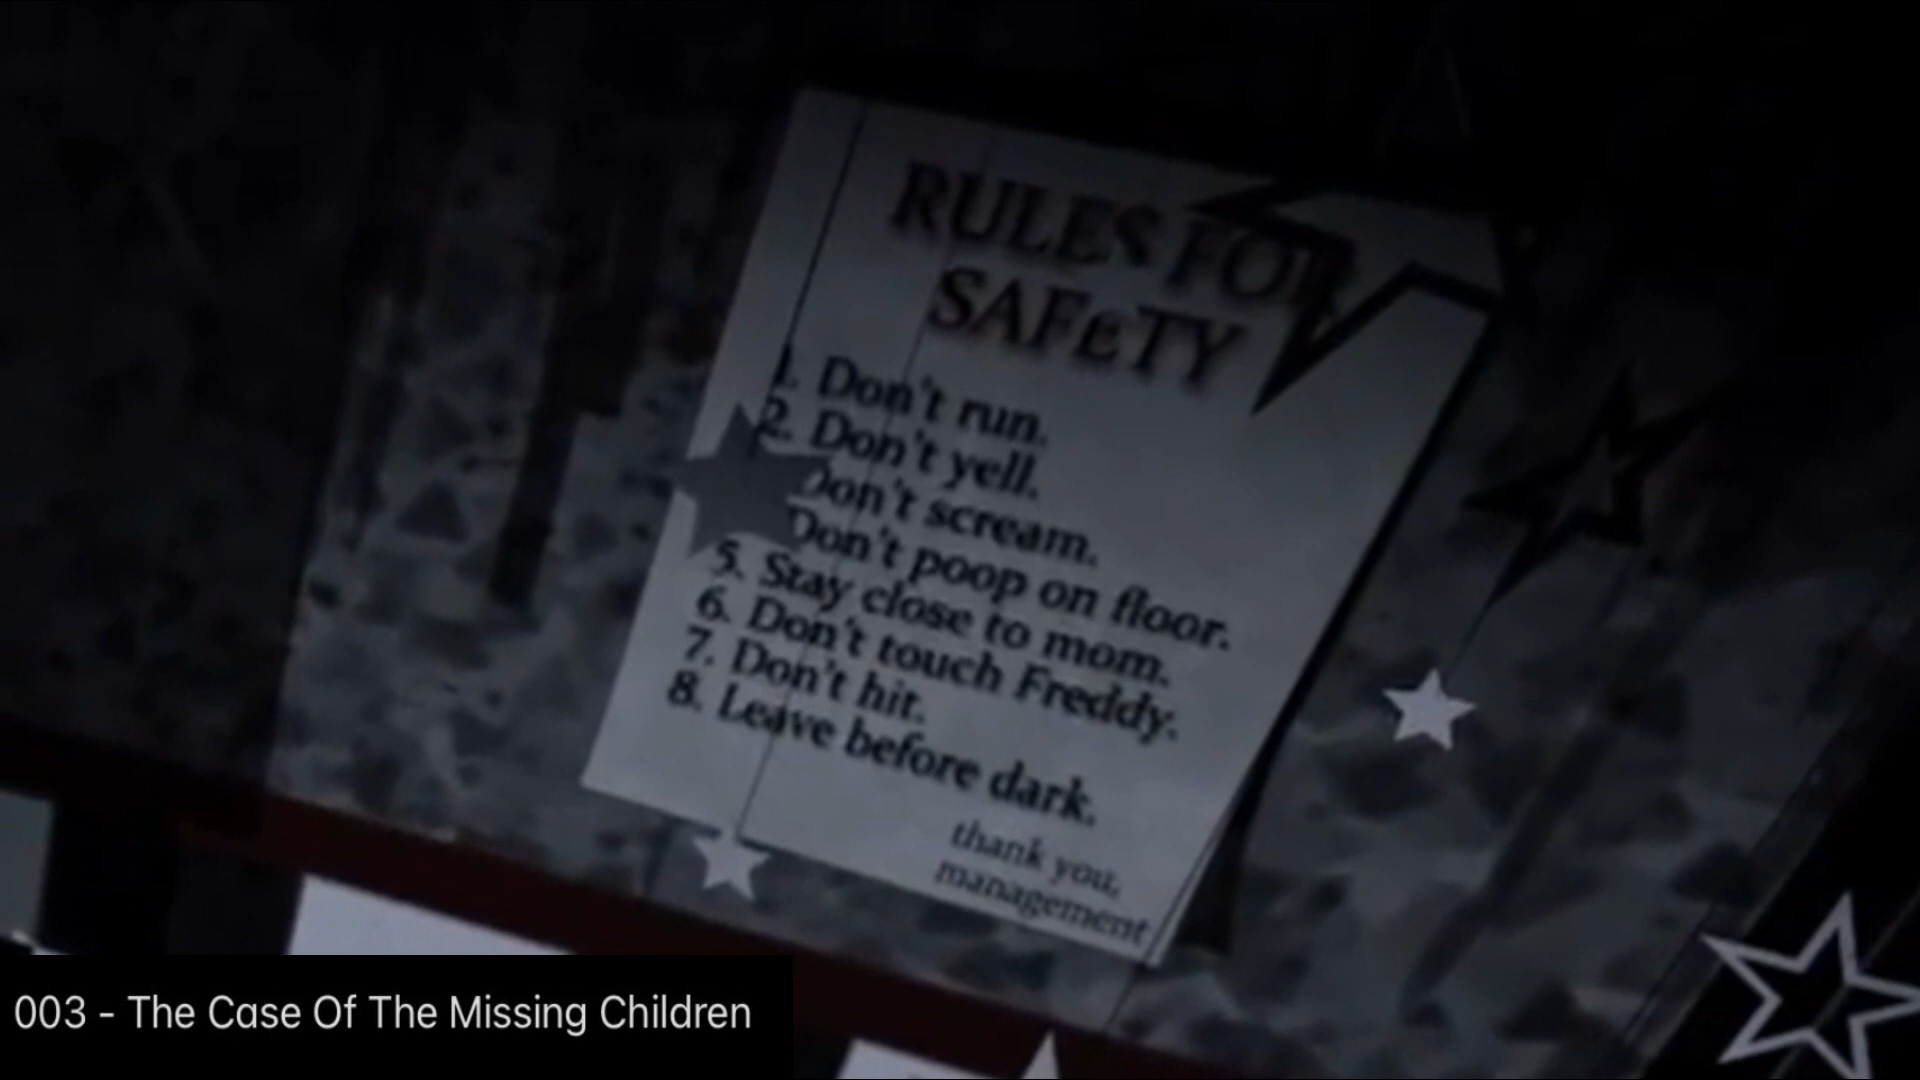 RULES FOR
SAFeTY
1. Don't run.
2. Don't yell.
Don't scream.
Don't poop on floor.
5. Stay close to mom.
6. Don't touch Freddy.
7. Don't hit.
8. Leave before dark.
thank you,
management
003 - The Case Of The Missing Children